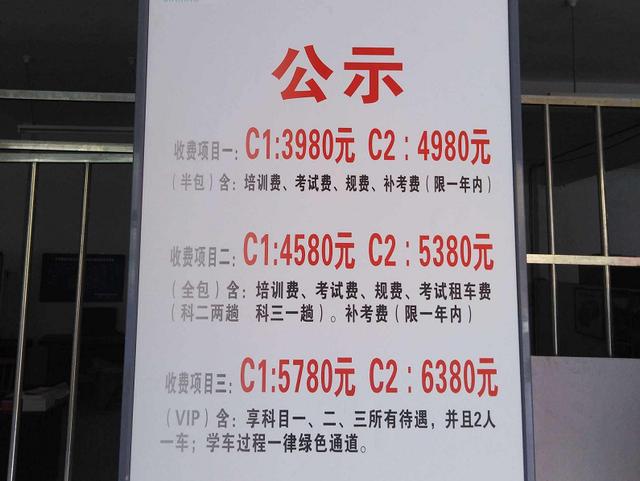 公示
收费项目一：C1:3980元 C2：4980元
（半包）含：培训费、考试费、规费、补考费（限一年内）
收费项目二：C1:4580元 C2：5380元
（全包）含：培训费、考试费、规费、考试租车费
（科二两趟 科三一趟）。补考费（限一年内）
收费项目三：C1:5780元 C2：6380元
（VIP）含：享科目一、二、三所有待遇，并且2人
一车；学车过程一律绿色通道。